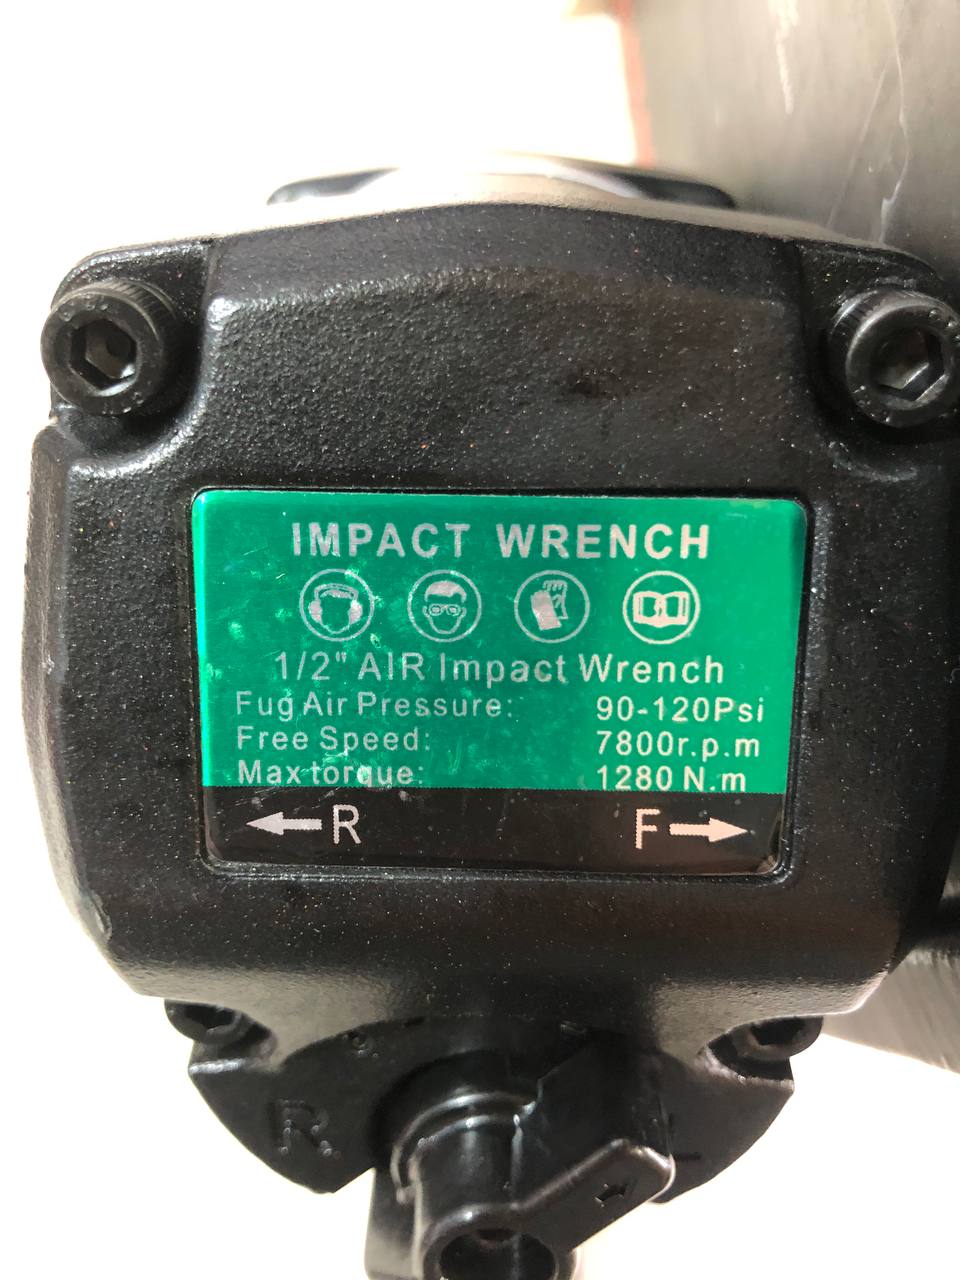 IMPACT WRENCH
1/2" AIR Impact Wrench
Fug Air Pressure: 90-120Psi
Free Speed: 7800r.p.m
Max torque: 1280 N.m
←R F→
R